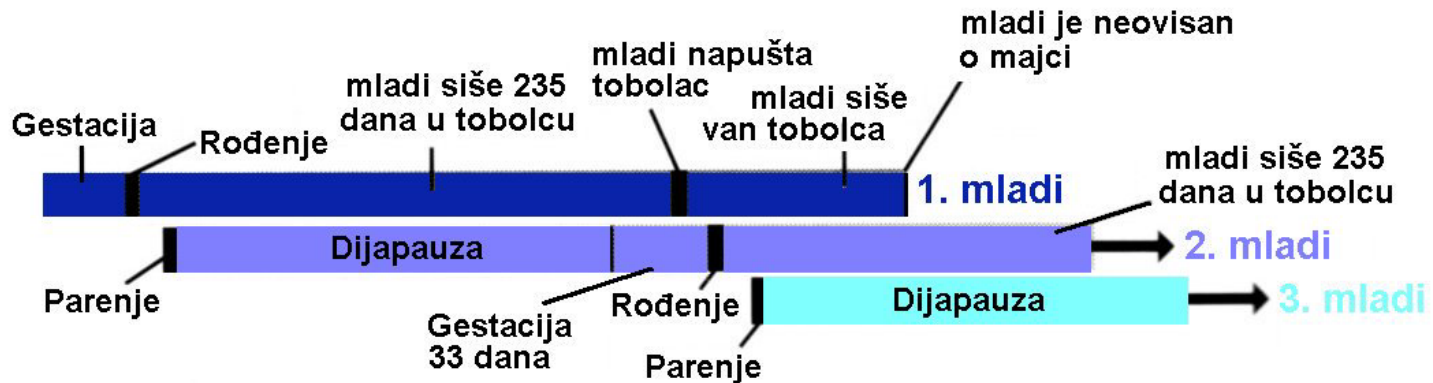 Gestacija
Rođenje
mladi siše 235
dana u tobolcu
mladi napušta
tobolac
mladi siše
van tobolca
mladi je neovisan
o majci
1. mladi
mladi siše 235
dana u tobolcu
Parenje
Dijapauza
Gestacija
33 dana
Rođenje
2. mladi
Parenje
Dijapauza
3. mladi